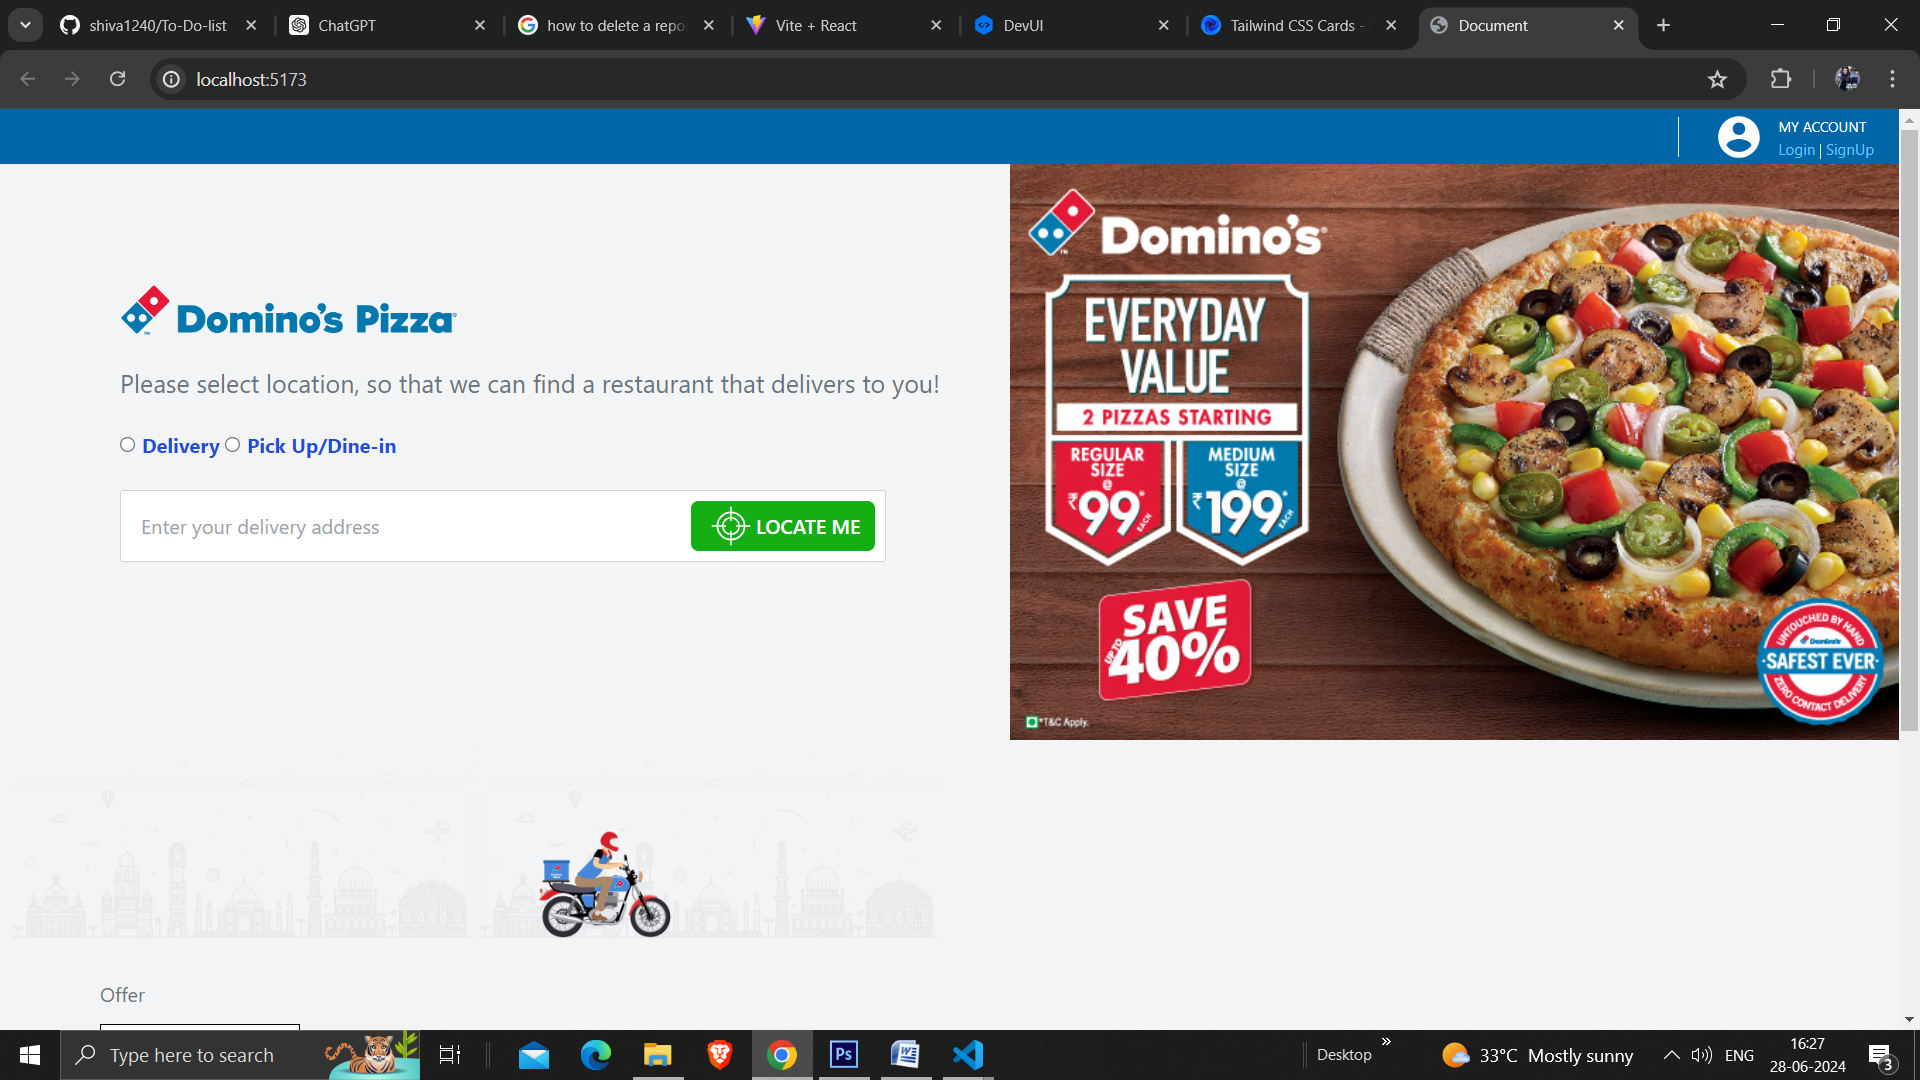 shiva1240/To-Do-list
ChatGPT
how to delete a repo
Vite + React
DevUI
Tailwind CSS Cards -
Document
localhost:5173
MY ACCOUNT
Login | SignUp
Domino's Pizza
Please select location, so that we can find a restaurant that delivers to you!
Delivery
Pick Up/Dine-in
Enter your delivery address
LOCATE ME
Domino's
EVERYDAY
VALUE
2 PIZZAS STARTING
REGULAR
SIZE
@
₹99*
EACH
MEDIUM
SIZE
@
₹199*
EACH
SAVE
UP TO
40%
*T&C Apply.
UNTOUCHED BY HAND
Domino's
SAFEST EVER
ZERO CONTACT DELIVERY
Offer
Type here to search
Ps
W
Desktop
»
33°C Mostly sunny
ENG
16:27
28-06-2024
3